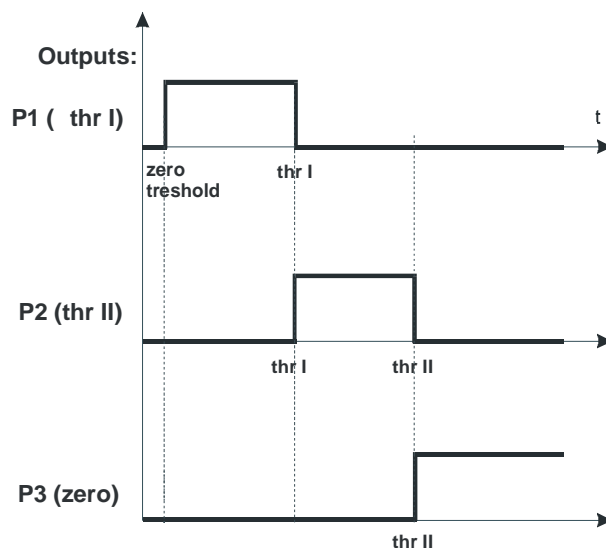 Outputs:
P1 ( thr I)
t
zero
treshold
thr I
P2 (thr II)
thr I
thr II
P3 (zero)
thr II